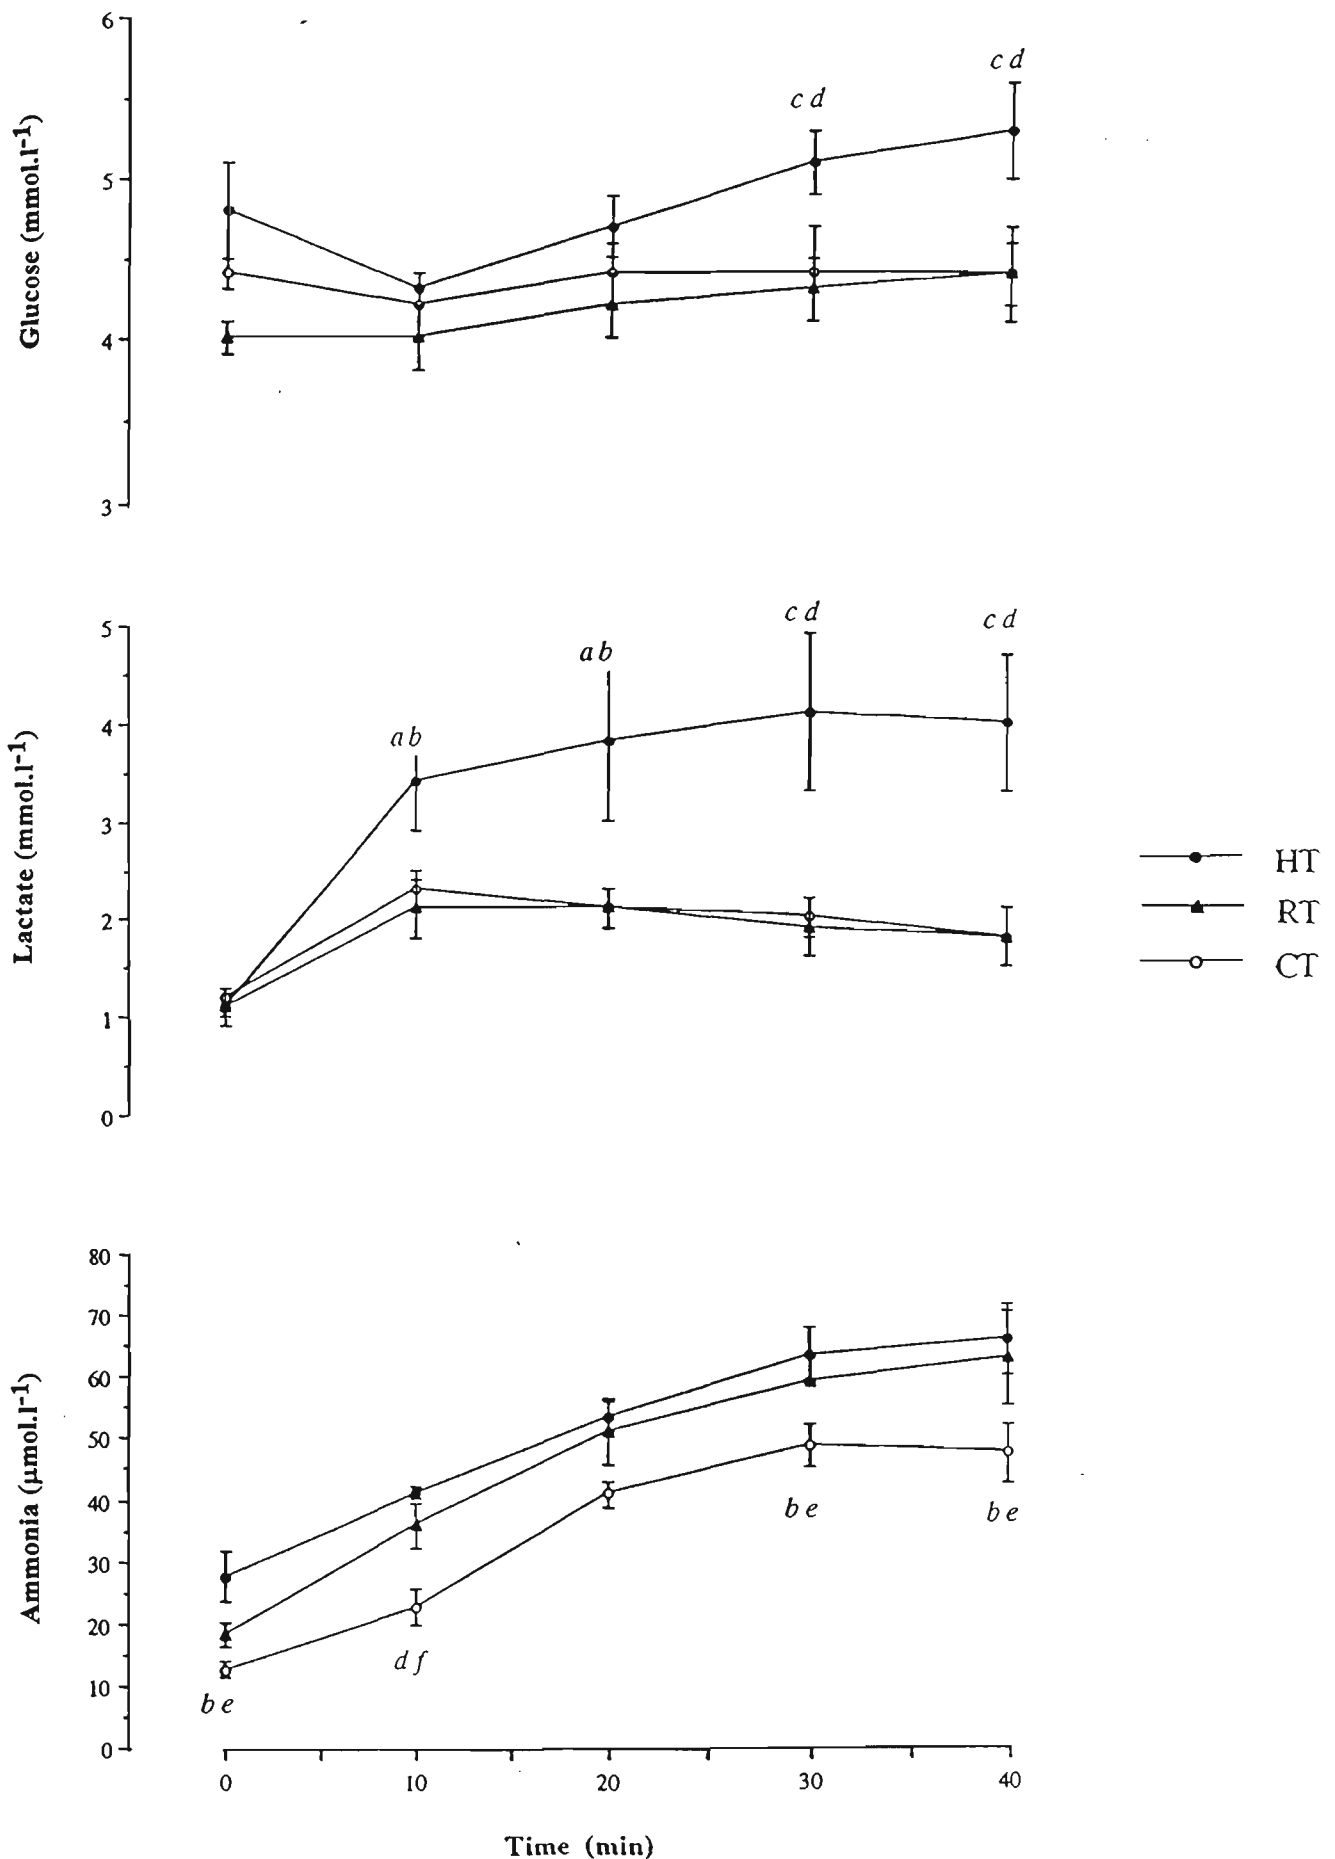 6
5
4
3
Glucose (mmol.l⁻¹)
c d
c d
5
4
3
2
1
0
Lactate (mmol.l⁻¹)
a b
a b
c d
c d
HT
RT
CT
80
70
60
50
40
30
20
10
0
Ammonia (μmol.l⁻¹)
b e
d f
b e
b e
0 10 20 30 40
Time (min)